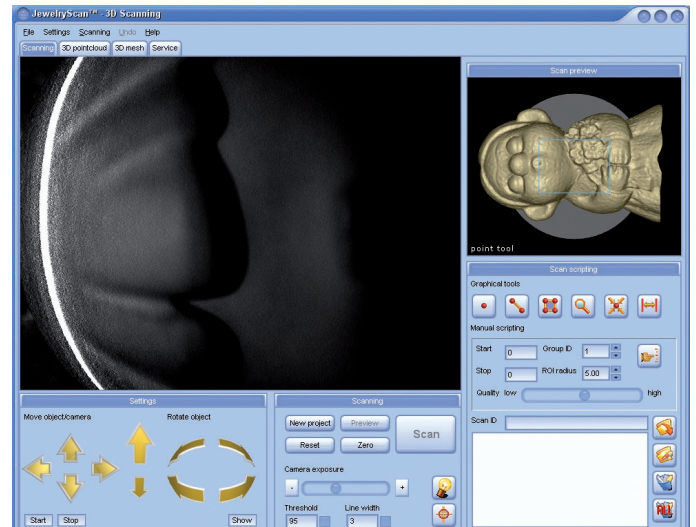 JewelryScan™ - 3D Scanning
File Settings Scanning Undo Help
Scanning 3D pointcloud 3D mesh Service
Scan preview
point tool
Scan scripting
Graphical tools
Manual scripting
Start 0 Group ID 1
Stop 0 ROI radius 5.00
Quality low high
Scan ID
ALL
Settings
Move object/camera Rotate object
Start Stop Show
Scanning
New project Preview Scan
Reset Zero
Camera exposure
- +
Threshold Line width
95 3